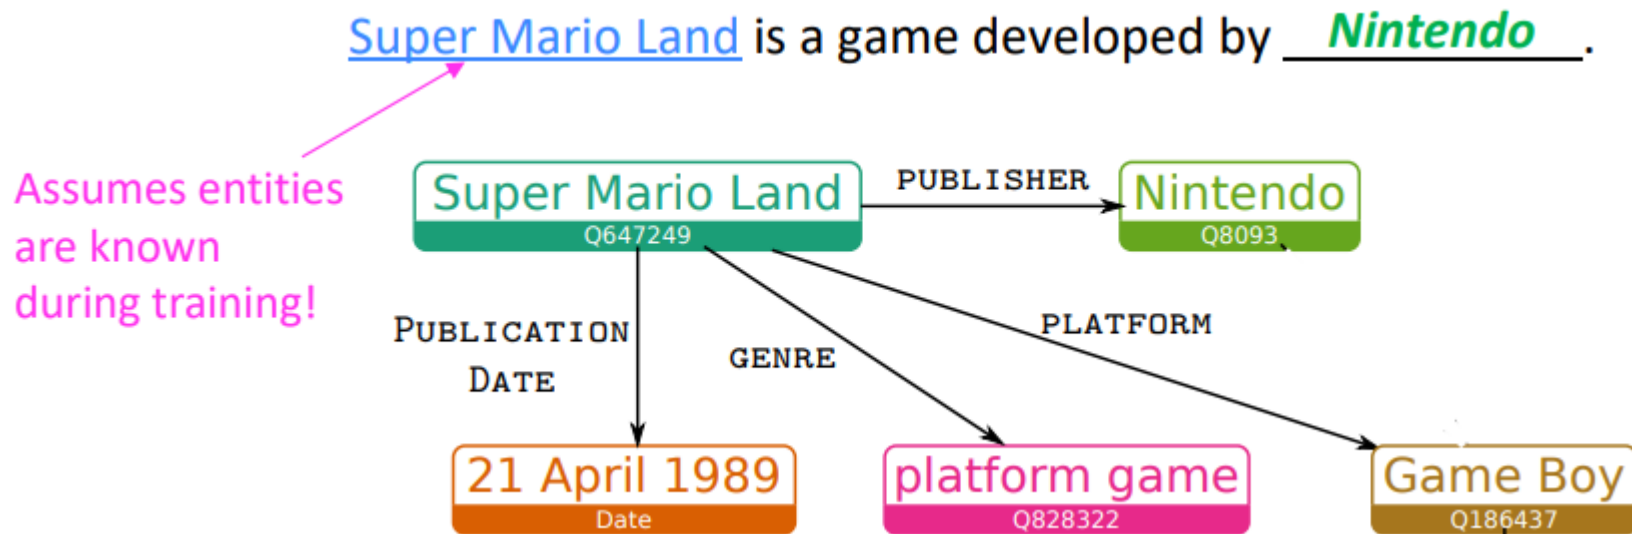 Super Mario Land is a game developed by Nintendo.
Assumes entities
are known
during training!
Super Mario Land
Q647249
PUBLISHER
Nintendo
Q8093
PUBLICATION
DATE
GENRE
PLATFORM
21 April 1989
Date
platform game
Q828322
Game Boy
Q186437